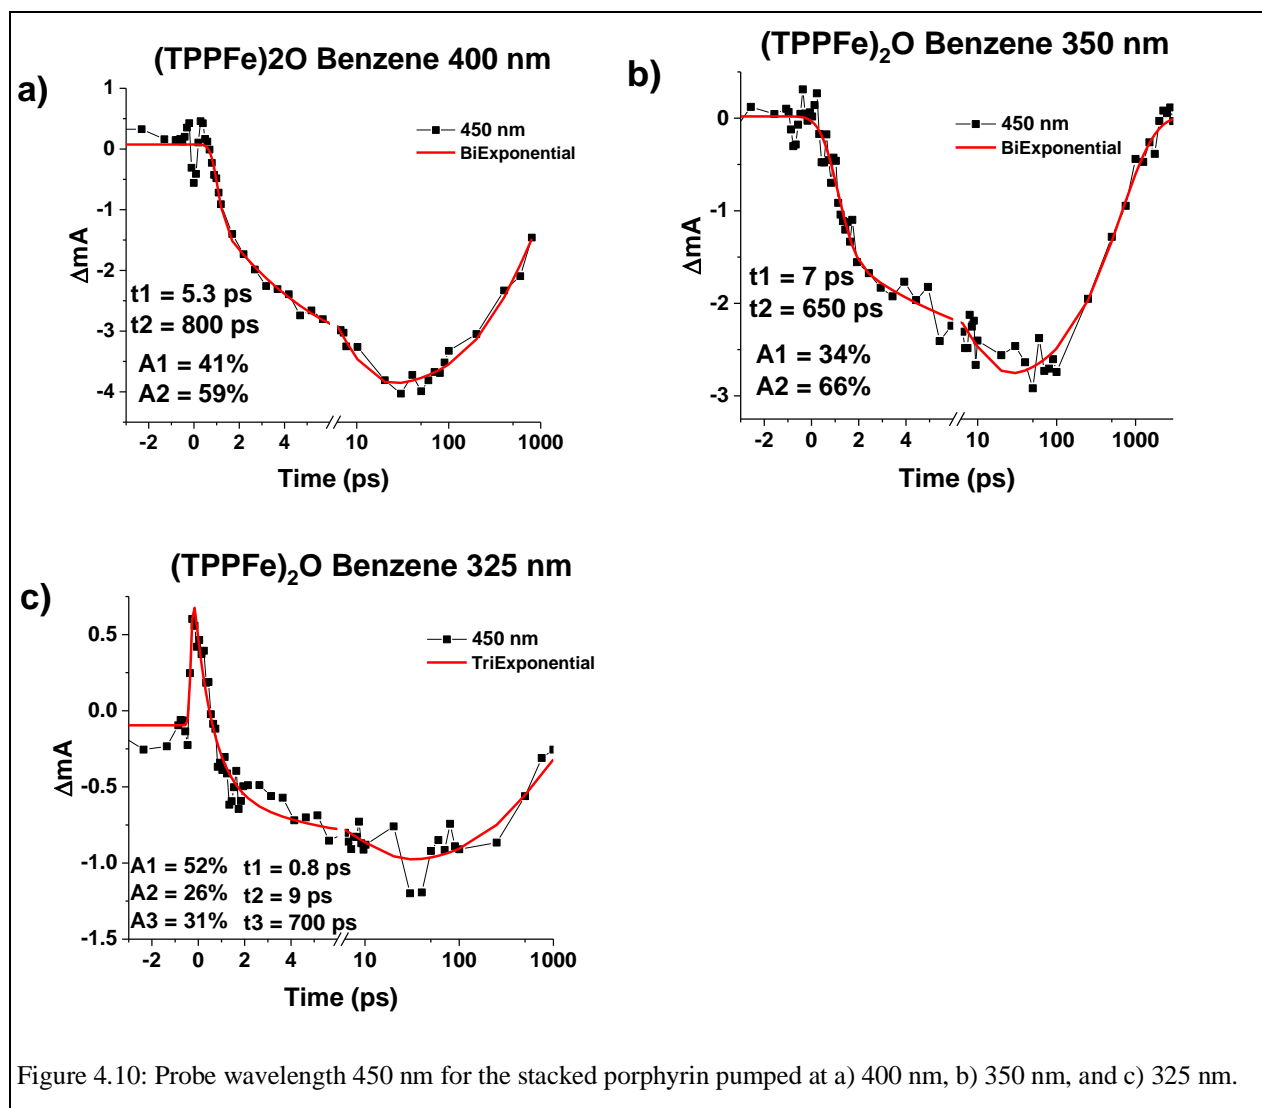 (TPPFe)2O Benzene 400 nm
a)
1
0
-1
-2
-3
-4
ΔmA
450 nm
BiExponential
t1 = 5.3 ps
t2 = 800 ps
A1 = 41%
A2 = 59%
-2 0 2 4 10 100 1000
Time (ps)
(TPPFe)₂O Benzene 350 nm
b)
0
-1
-2
-3
ΔmA
450 nm
BiExponential
t1 = 7 ps
t2 = 650 ps
A1 = 34%
A2 = 66%
-2 0 2 4 10 100 1000
Time (ps)
(TPPFe)₂O Benzene 325 nm
c)
0.5
0.0
-0.5
-1.0
-1.5
ΔmA
450 nm
TriExponential
A1 = 52% t1 = 0.8 ps
A2 = 26% t2 = 9 ps
A3 = 31% t3 = 700 ps
-2 0 2 4 10 100 1000
Time (ps)
Figure 4.10: Probe wavelength 450 nm for the stacked porphyrin pumped at a) 400 nm, b) 350 nm, and c) 325 nm.